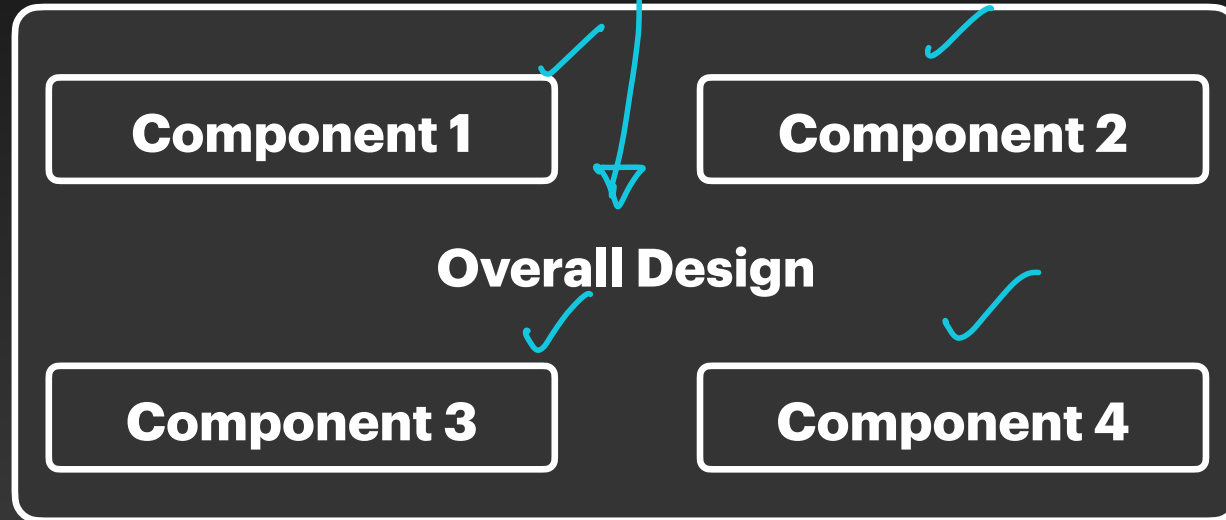 Component 1
Component 2
Overall Design
Component 3
Component 4